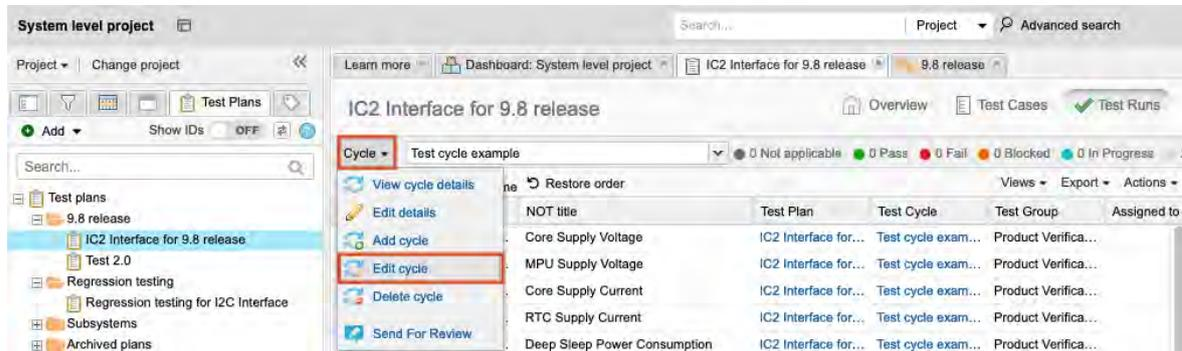 System level project
Search... Project Advanced search
Project Change project
Learn more Dashboard: System level project IC2 Interface for 9.8 release 9.8 release
Test Plans
IC2 Interface for 9.8 release
Overview Test Cases Test Runs
Add Show IDs OFF
Search...
Cycle Test cycle example 0 Not applicable 0 Pass 0 Fail 0 Blocked 0 In Progress
Test plans
9.8 release
IC2 Interface for 9.8 release
Test 2.0
Regression testing
Regression testing for I2C Interface
Subsystems
Archived plans
View cycle details
Edit details
Add cycle
Edit cycle
Delete cycle
Send For Review
me Restore order Views Export Actions
NOT title Test Plan Test Cycle Test Group Assigned to
Core Supply Voltage IC2 Interface for... Test cycle exam... Product Verifica...
MPU Supply Voltage IC2 Interface for... Test cycle exam... Product Verifica...
Core Supply Current IC2 Interface for... Test cycle exam... Product Verifica...
RTC Supply Current IC2 Interface for... Test cycle exam... Product Verifica...
Deep Sleep Power Consumption IC2 Interface for... Test cycle exam... Product Verifica...